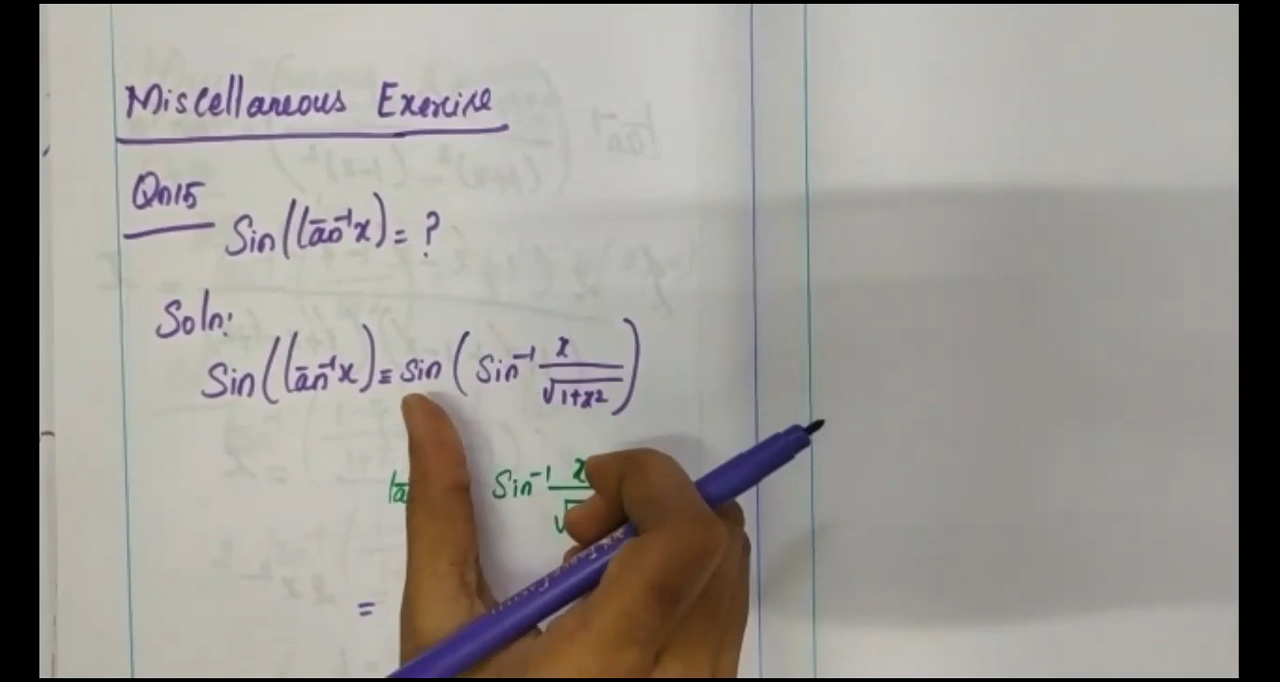 Miscellaneous Exercise
Qn15
Sin(tan⁻¹x) = ?
Soln:
Sin(tan⁻¹x) = Sin(Sin⁻¹ x/√1+x²)
Sin⁻¹ x
=